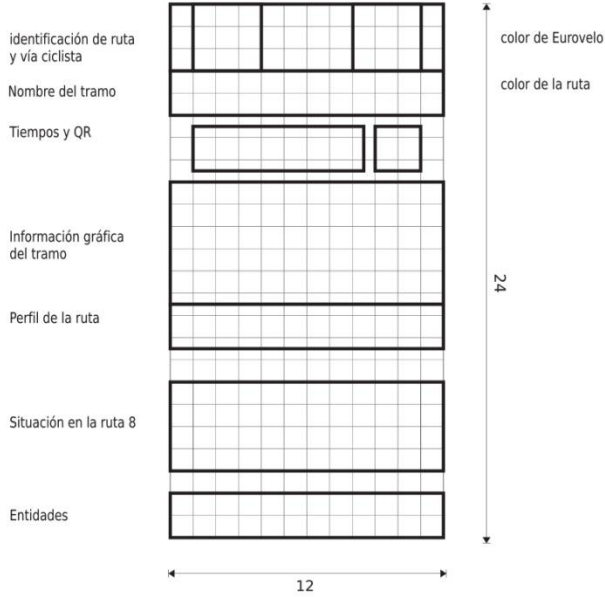 identificación de ruta
y vía ciclista
color de Eurovelo
Nombre del tramo
color de la ruta
Tiempos y QR
Información gráfica
del tramo
24
Perfil de la ruta
Situación en la ruta 8
Entidades
12